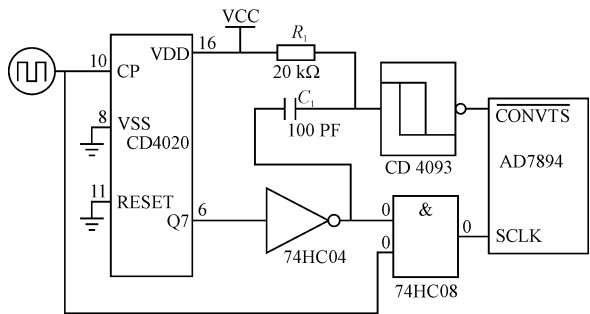 VCC
16
R₁
10
VDD
CP
20 kΩ
C₁
8
VSS
100 PF
CONVTS
CD4020
AD7894
CD 4093
11
RESET
&
6
Q7
0
0
0
SCLK
74HC04
74HC08